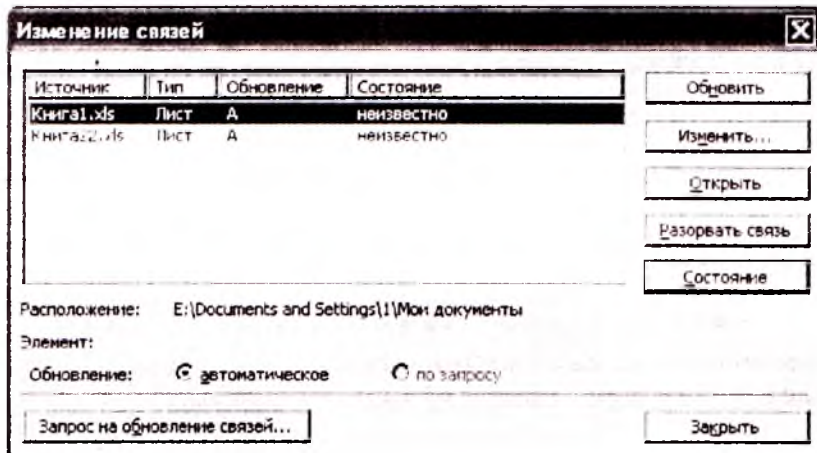 Изменение связей
Источник Тип Обновление Состояние
Книга1.xls Лист A неизвестно
Книга22.xls Лист A неизвестно
Обновить
Изменить...
Открыть
Разорвать связь
Состояние
Расположение: E:\Documents and Settings\1\Мои документы
Элемент:
Обновление: автоматическое по запросу
Запрос на обновление связей... Закрыть